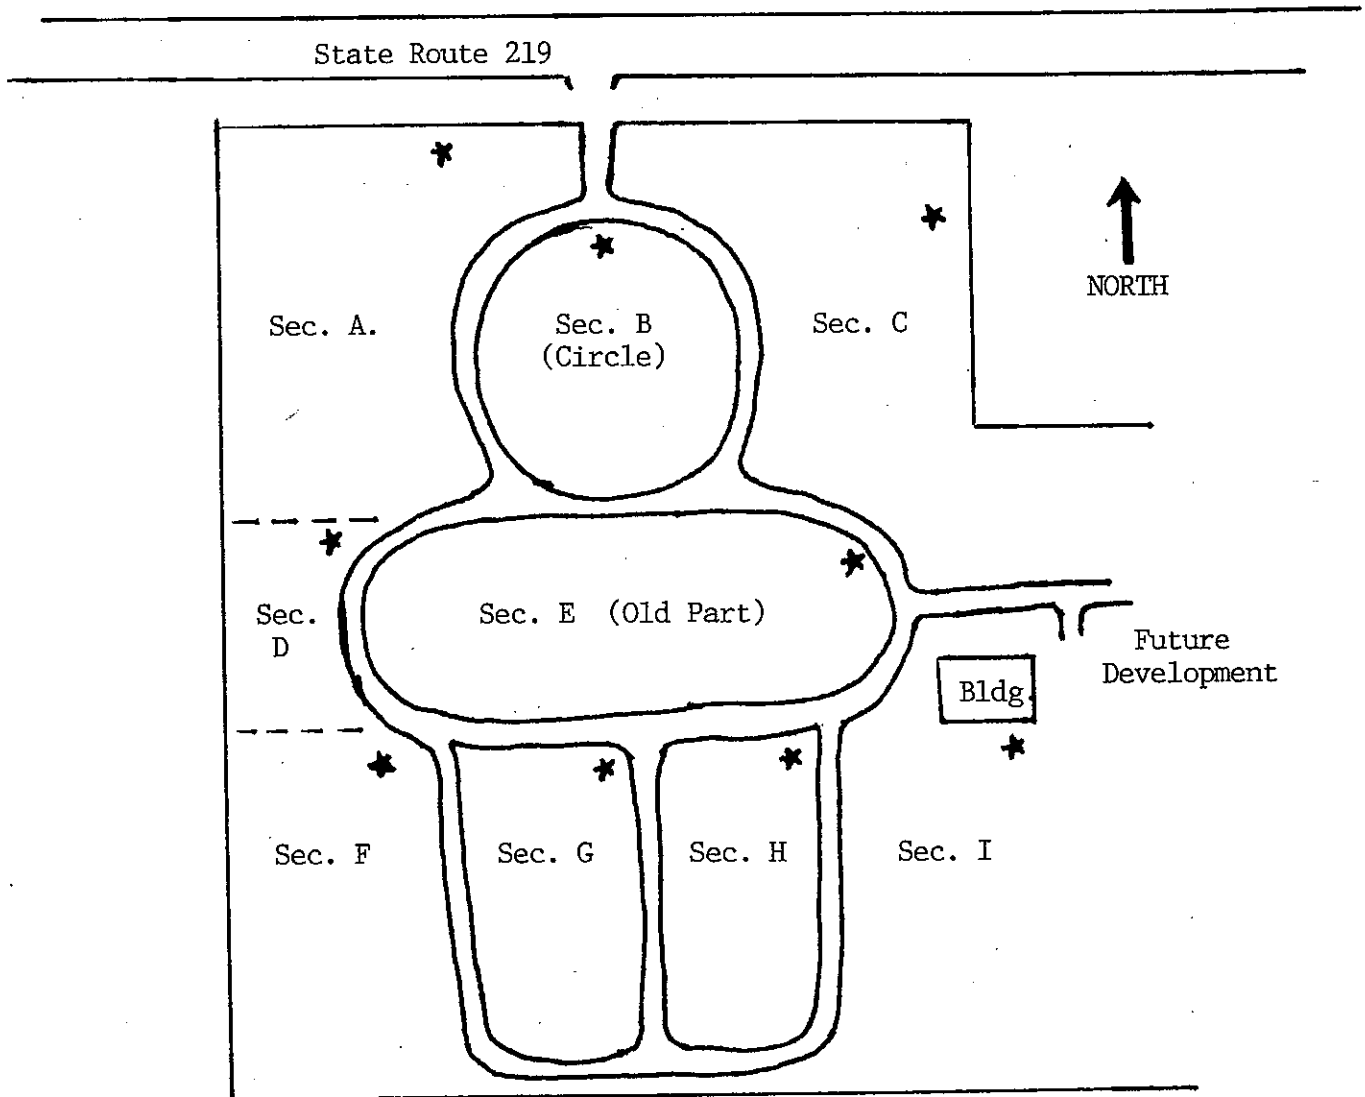 State Route 219
NORTH
Sec. A.
Sec. B
(Circle)
Sec. C
Sec.
D
Sec. E (Old Part)
Future
Development
Bldg
Sec. F
Sec. G
Sec. H
Sec. I